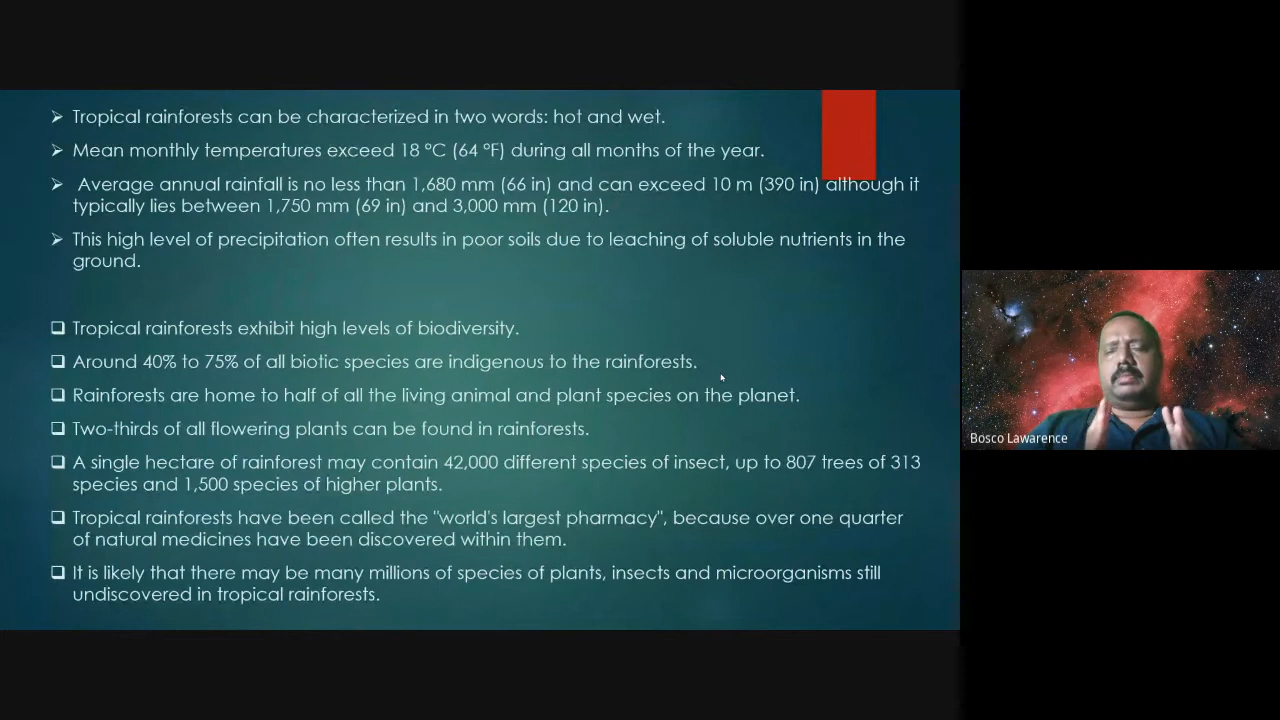 Tropical rainforests can be characterized in two words: hot and wet.
Mean monthly temperatures exceed 18 °C (64 °F) during all months of the year.
Average annual rainfall is no less than 1,680 mm (66 in) and can exceed 10 m (390 in) although it
typically lies between 1,750 mm (69 in) and 3,000 mm (120 in).
This high level of precipitation often results in poor soils due to leaching of soluble nutrients in the
ground.
Tropical rainforests exhibit high levels of biodiversity.
Around 40% to 75% of all biotic species are indigenous to the rainforests.
Rainforests are home to half of all the living animal and plant species on the planet.
Two-thirds of all flowering plants can be found in rainforests.
A single hectare of rainforest may contain 42,000 different species of insect, up to 807 trees of 313
species and 1,500 species of higher plants.
Tropical rainforests have been called the "world's largest pharmacy", because over one quarter
of natural medicines have been discovered within them.
It is likely that there may be many millions of species of plants, insects and microorganisms still
undiscovered in tropical rainforests.
Bosco Lawarence